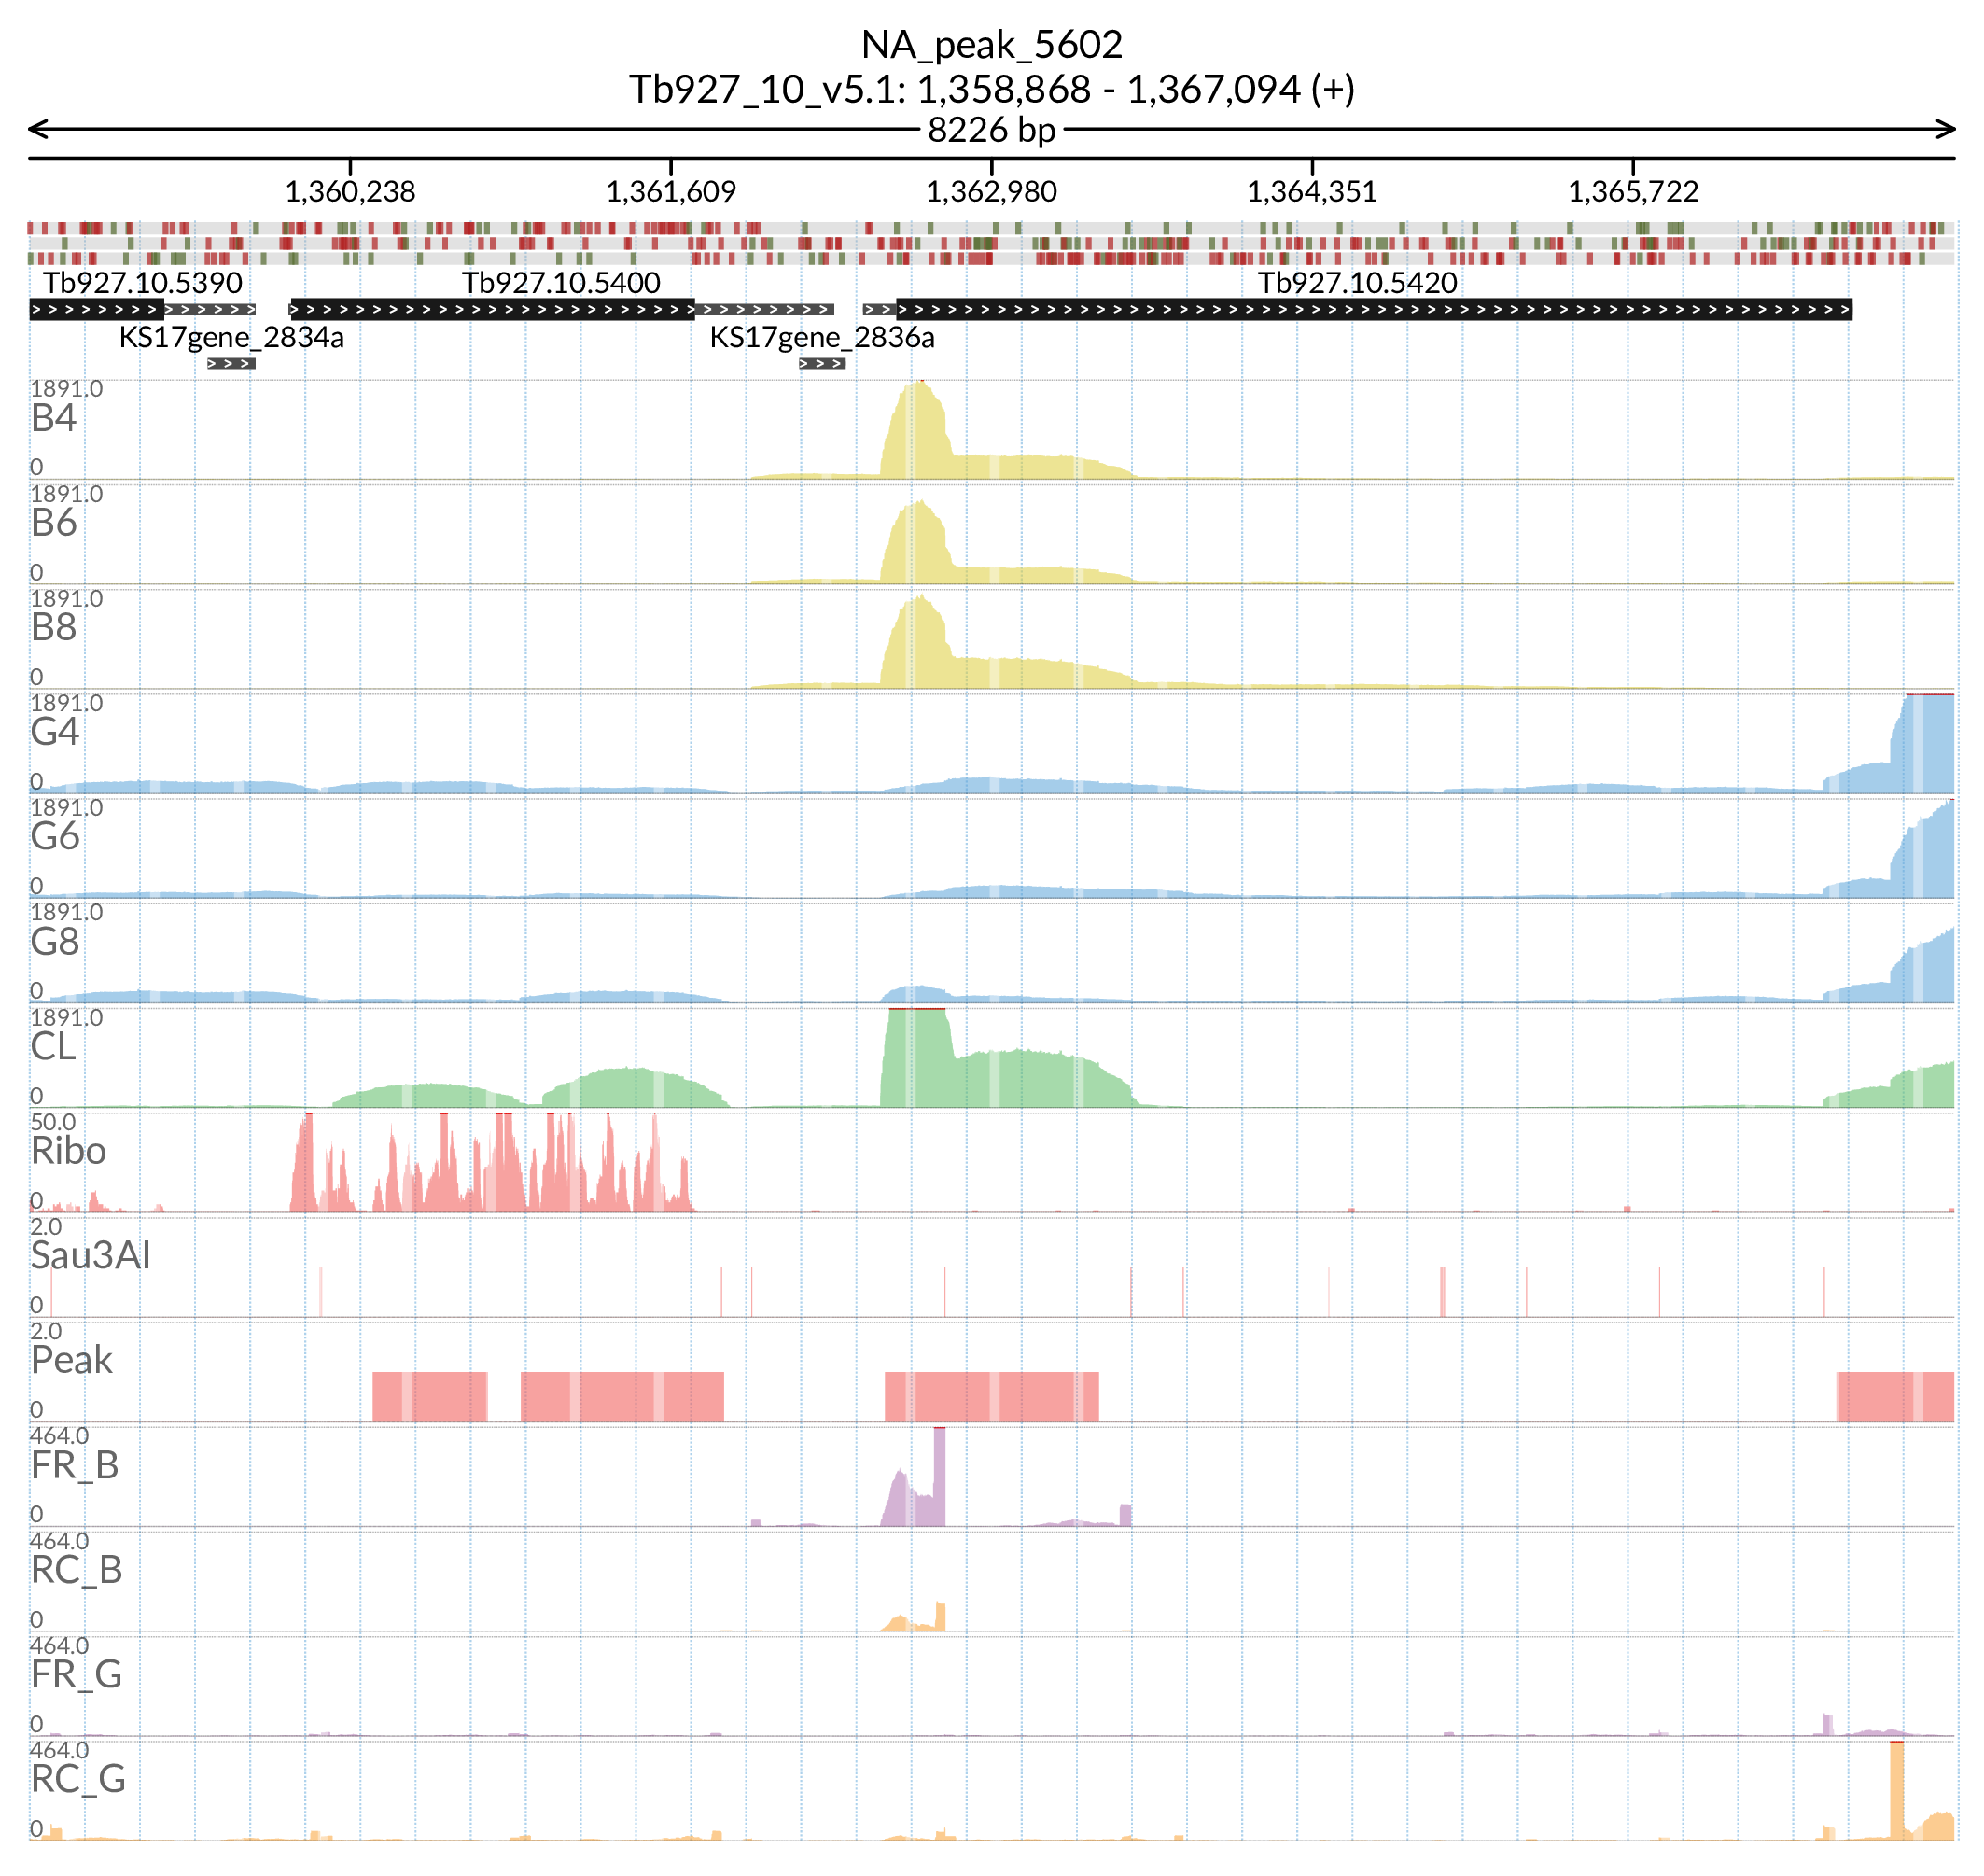 NA_peak_5602
Tb927_10_v5.1: 1,358,868 - 1,367,094 (+)
8226 bp
1,360,238 1,361,609 1,362,980 1,364,351 1,365,722
Tb927.10.5390 Tb927.10.5400 Tb927.10.5420
KS17gene_2834a KS17gene_2836a
1891.0
B4
0
1891.0
B6
0
1891.0
B8
0
1891.0
G4
0
1891.0
G6
0
1891.0
G8
0
1891.0
CL
0
50.0
Ribo
0
2.0
Sau3AI
0
2.0
Peak
0
464.0
FR_B
0
464.0
RC_B
0
464.0
FR_G
0
464.0
RC_G
0